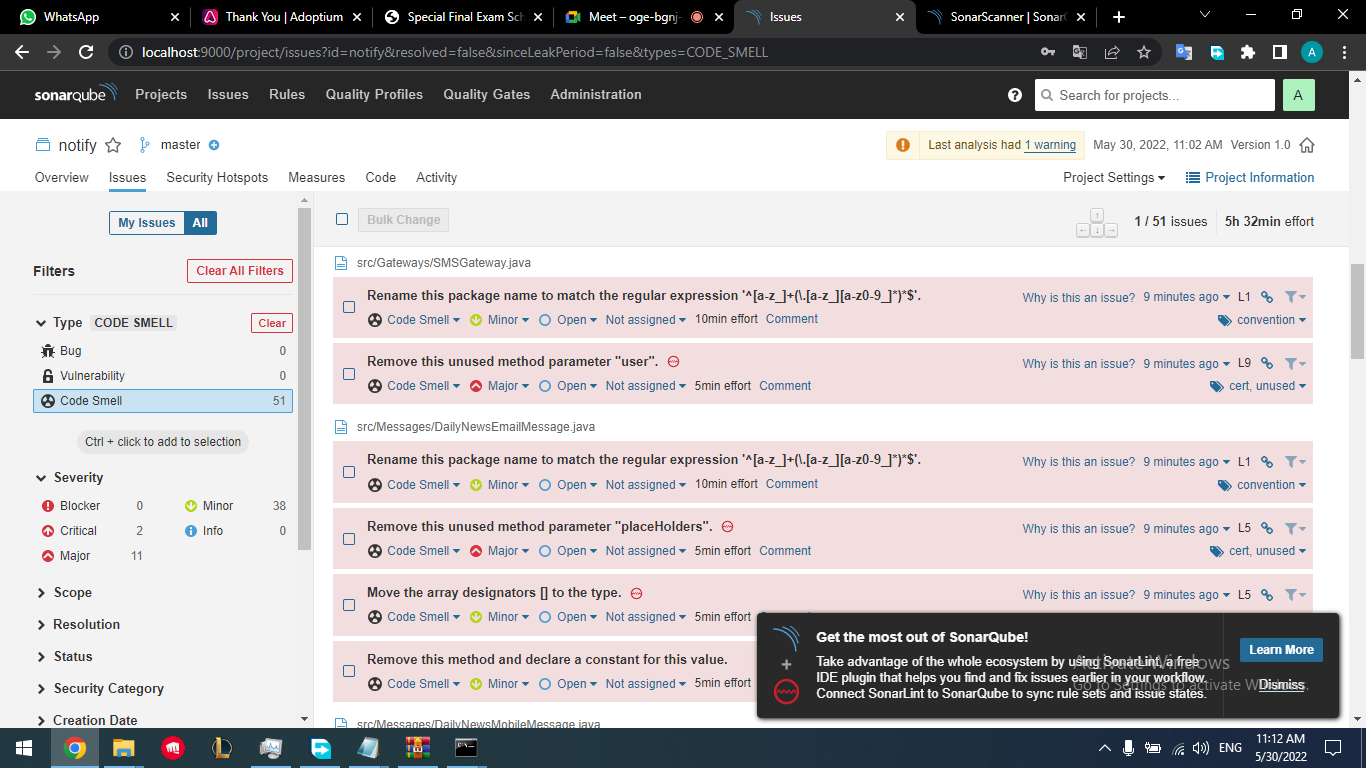 WhatsApp
Thank You | Adoptium
Special Final Exam Sch
Meet – oge-bgnj-
Issues
SonarScanner | SonarQ
localhost:9000/project/issues?id=notify&resolved=false&sinceLeakPeriod=false&types=CODE_SMELL
A
sonarqube
Projects Issues Rules Quality Profiles Quality Gates Administration
Search for projects...
A
notify master
Last analysis had 1 warning May 30, 2022, 11:02 AM Version 1.0
Overview Issues Security Hotspots Measures Code Activity
Project Settings Project Information
My Issues All
Bulk Change
1 / 51 issues 5h 32min effort
Filters Clear All Filters
Type CODE SMELL Clear
Bug 0
Vulnerability 0
Code Smell 51
Ctrl + click to add to selection
Severity
Blocker 0 Minor 38
Critical 2 Info 0
Major 11
Scope
Resolution
Status
Security Category
Creation Date
src/Gateways/SMSGateway.java
Rename this package name to match the regular expression '^[a-z_]+(\.[a-z_][a-z0-9_]*)*$'. Why is this an issue? 9 minutes ago L1
Code Smell Minor Open Not assigned 10min effort Comment convention
Remove this unused method parameter "user". Why is this an issue? 9 minutes ago L9
Code Smell Major Open Not assigned 5min effort Comment cert, unused
src/Messages/DailyNewsEmailMessage.java
Rename this package name to match the regular expression '^[a-z_]+(\.[a-z_][a-z0-9_]*)*$'. Why is this an issue? 9 minutes ago L1
Code Smell Minor Open Not assigned 10min effort Comment convention
Remove this unused method parameter "placeHolders". Why is this an issue? 9 minutes ago L5
Code Smell Major Open Not assigned 5min effort Comment cert, unused
Move the array designators [] to the type. Why is this an issue? 9 minutes ago L5
Code Smell Minor Open Not assigned 5min effort
Remove this method and declare a constant for this value.
Code Smell Minor Open Not assigned 5min effort
src/Messages/DailyNewsMobileMessage.java
Get the most out of SonarQube!
Take advantage of the whole ecosystem by using SonarLint, a free
IDE plugin that helps you find and fix issues earlier in your workflow.
Connect SonarLint to SonarQube to sync rule sets and issue states.
Learn More
Dismiss
Activate Windows
Go to Settings to activate Windows.
ENG
11:12 AM
5/30/2022